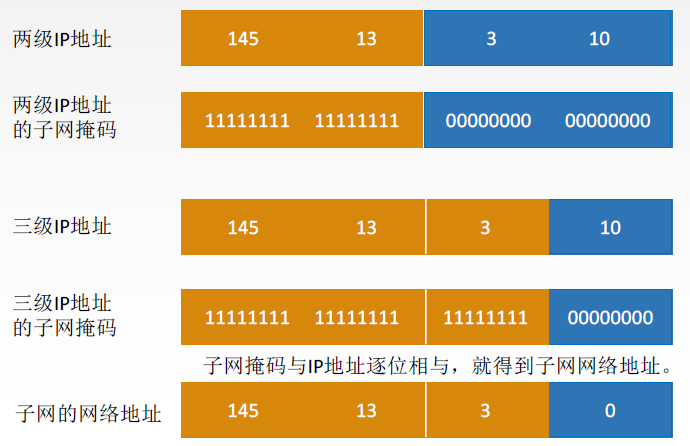 两级IP地址 145 13 3 10
两级IP地址
的子网掩码
11111111 11111111 00000000 00000000
三级IP地址 145 13 3 10
三级IP地址
的子网掩码
11111111 11111111 11111111 00000000
子网掩码与IP地址逐位相与，就得到子网网络地址。
子网的网络地址 145 13 3 0